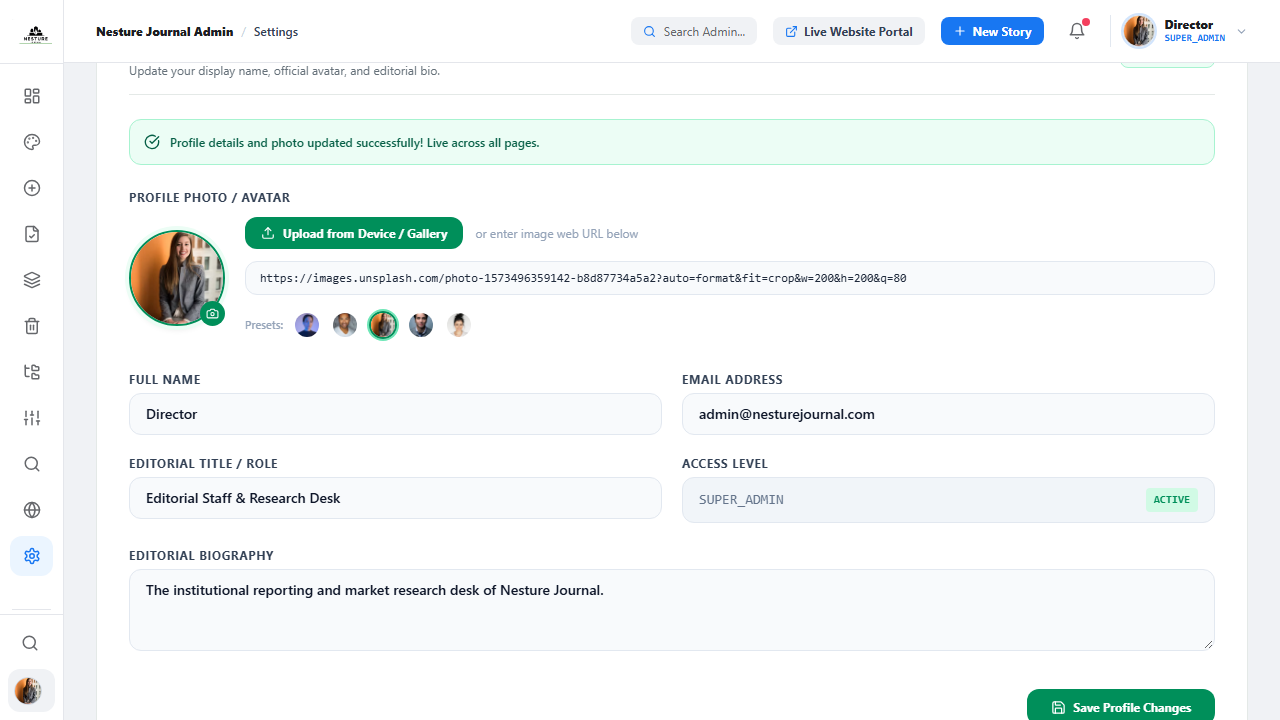 NESTURE
Nesture Journal Admin / Settings
Search Admin...
Live Website Portal
New Story
Director
SUPER_ADMIN
Update your display name, official avatar, and editorial bio.
Profile details and photo updated successfully! Live across all pages.
PROFILE PHOTO / AVATAR
Upload from Device / Gallery
or enter image web URL below
https://images.unsplash.com/photo-1573496359142-b8d87734a5a2?auto=format&fit=crop&w=200&h=200&q=80
Presets:
FULL NAME
Director
EMAIL ADDRESS
admin@nesturejournal.com
EDITORIAL TITLE / ROLE
Editorial Staff & Research Desk
ACCESS LEVEL
SUPER_ADMIN
ACTIVE
EDITORIAL BIOGRAPHY
The institutional reporting and market research desk of Nesture Journal.
Save Profile Changes